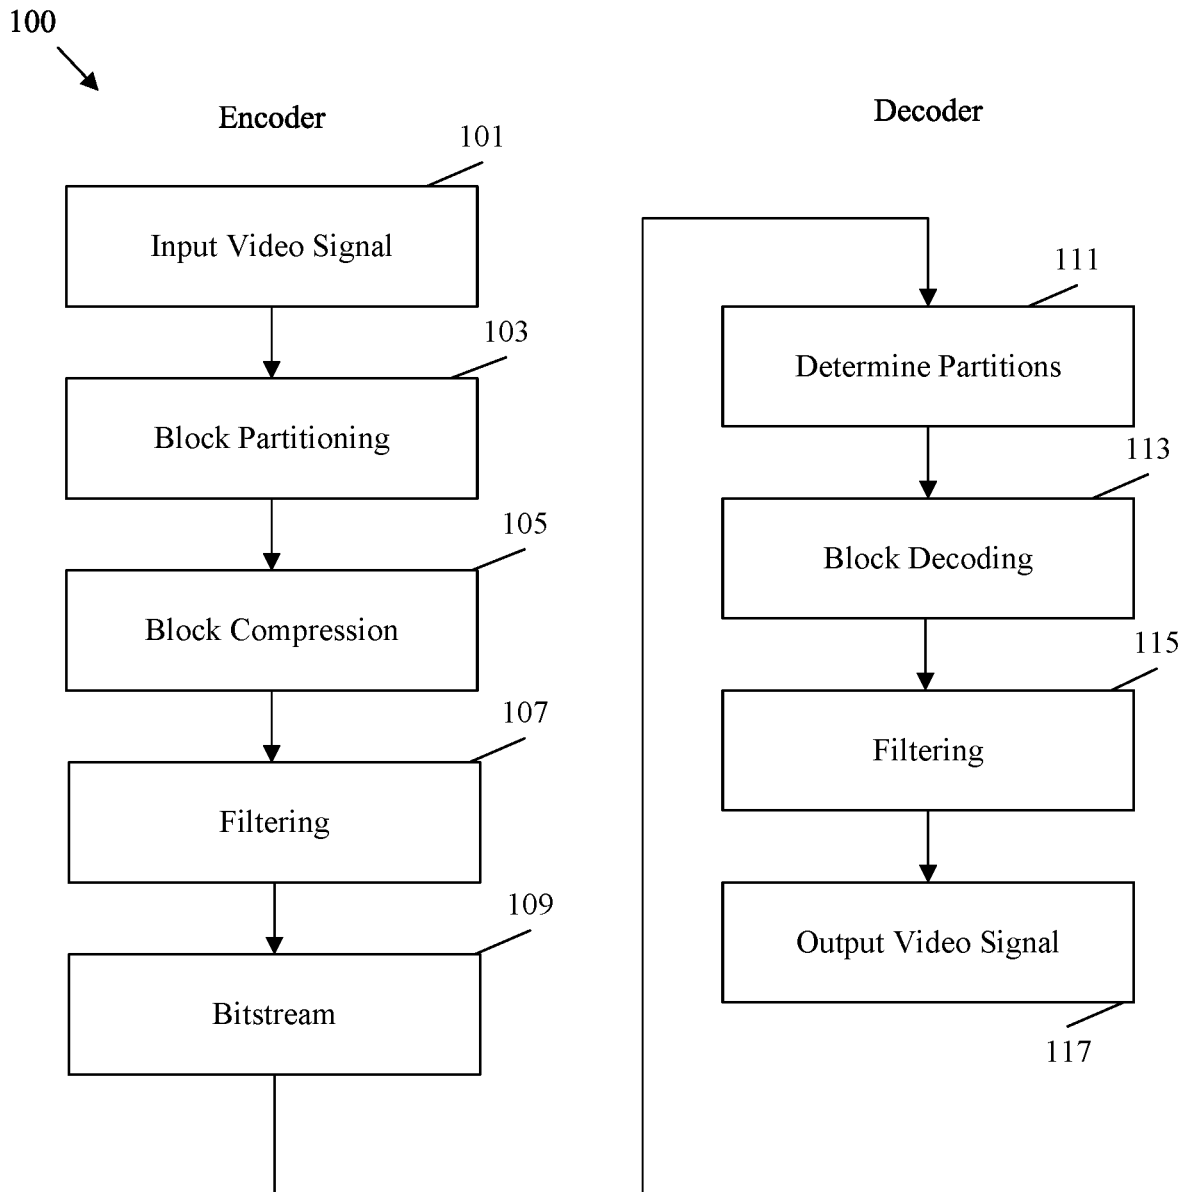 100
Encoder
101
Input Video Signal
103
Block Partitioning
105
Block Compression
107
Filtering
109
Bitstream
Decoder
111
Determine Partitions
113
Block Decoding
115
Filtering
Output Video Signal
117